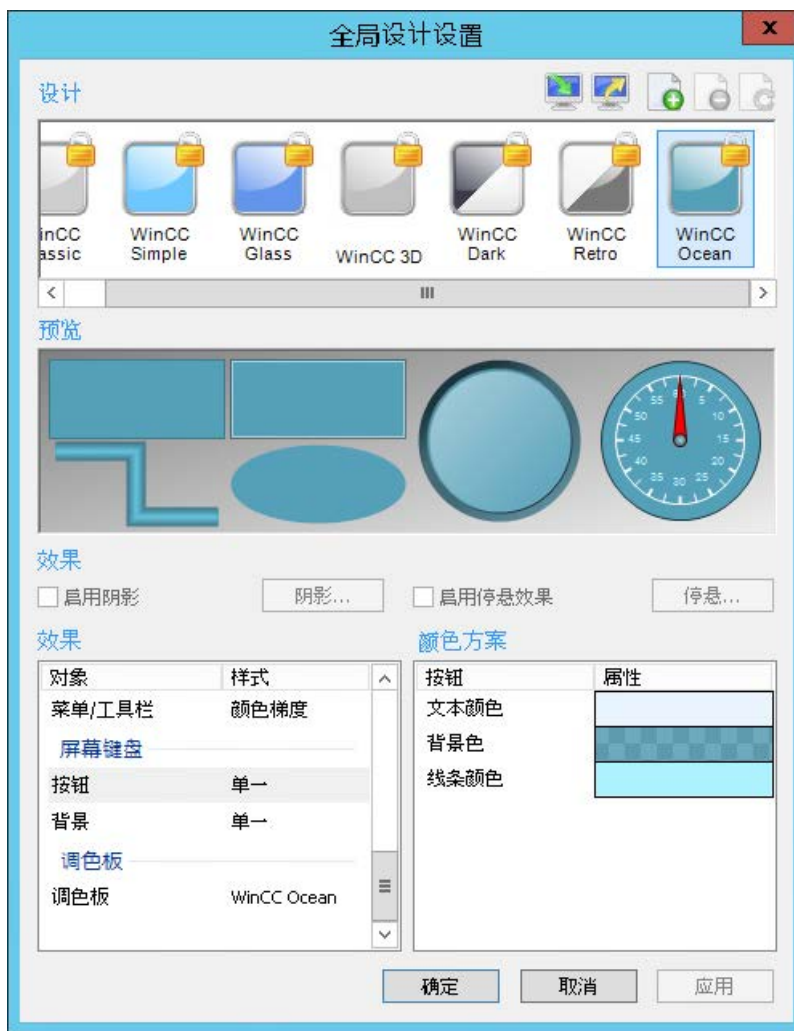 全局设计设置
x
设计
inCC
assic
WinCC
Simple
WinCC
Glass
WinCC 3D
WinCC
Dark
WinCC
Retro
WinCC
Ocean
预览
55 5
50 10
45 15
40 20
35 30 25
效果
启用阴影 阴影... 启用停悬效果 停悬...
效果 颜色方案
对象 样式 按钮 属性
菜单/工具栏 颜色梯度 文本颜色
屏幕键盘 背景色
按钮 单一 线条颜色
背景 单一
调色板
调色板 WinCC Ocean
确定 取消 应用